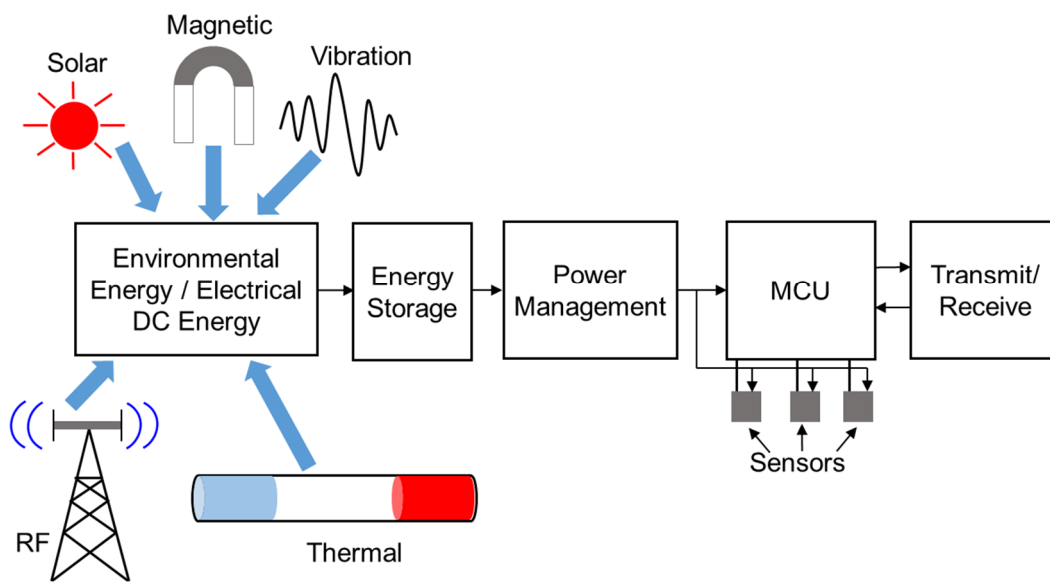 Magnetic
Solar
Vibration
Environmental
Energy / Electrical
DC Energy
Energy
Storage
Power
Management
MCU
Transmit/
Receive
Sensors
RF
Thermal